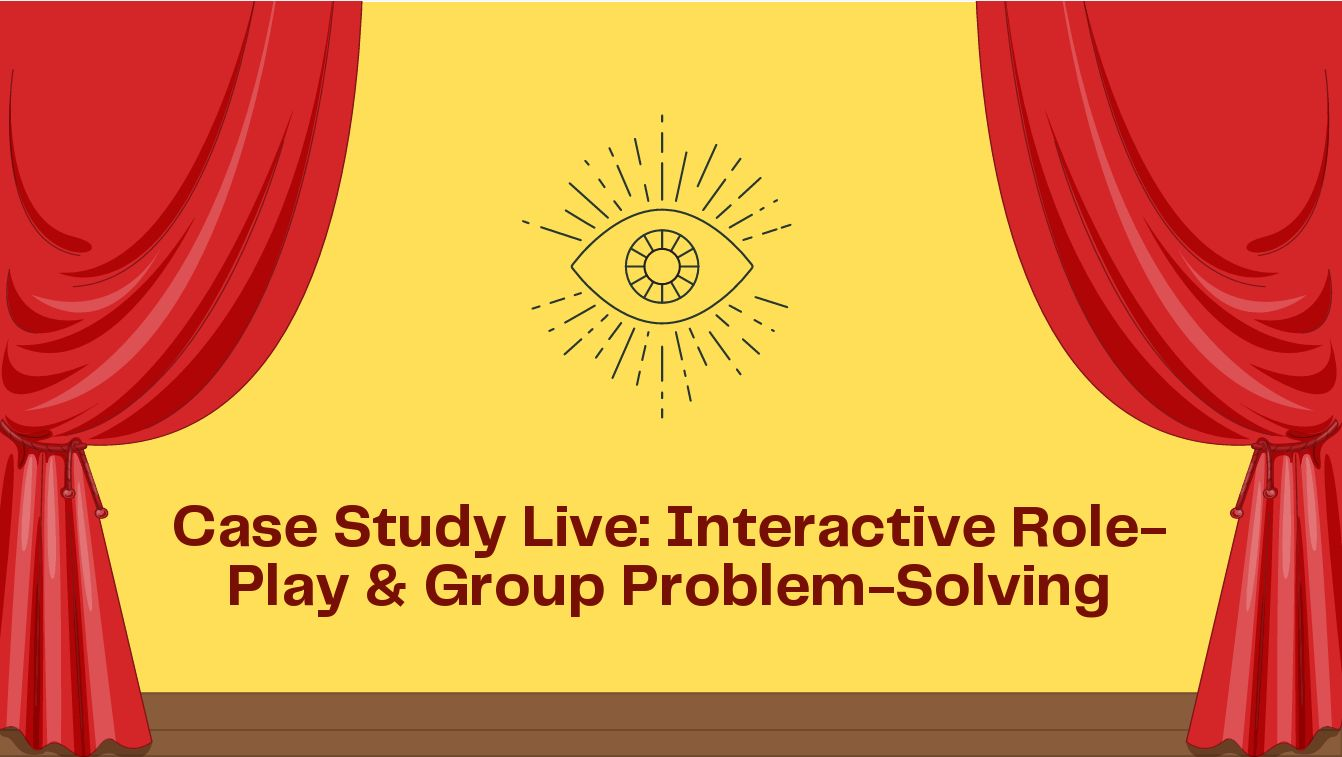 Case Study Live: Interactive Role-
Play & Group Problem-Solving